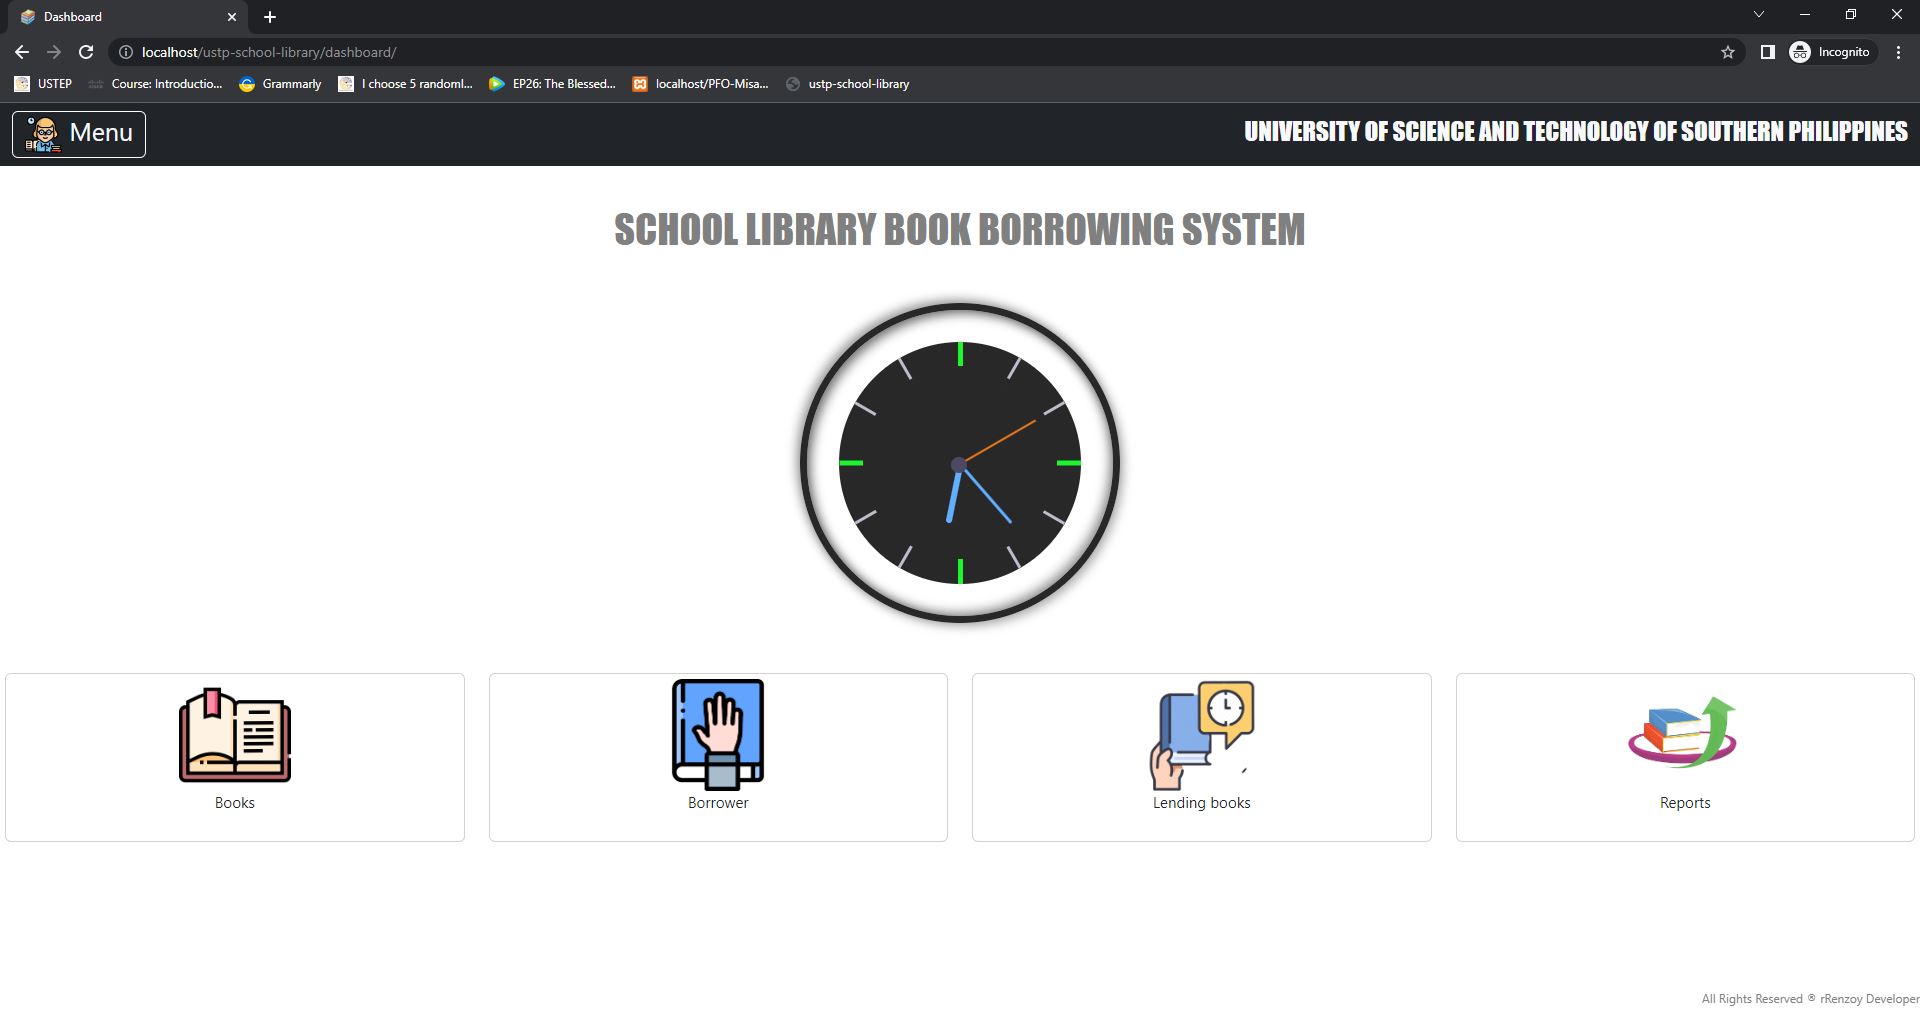 Dashboard
localhost/ustp-school-library/dashboard/
Incognito
USTEP
Course: Introductio...
Grammarly
I choose 5 randoml...
EP26: The Blessed...
localhost/PFO-Misa...
ustp-school-library
Menu
UNIVERSITY OF SCIENCE AND TECHNOLOGY OF SOUTHERN PHILIPPINES
SCHOOL LIBRARY BOOK BORROWING SYSTEM
Books
Borrower
Lending books
Reports
All Rights Reserved ® rRenzoy Developer